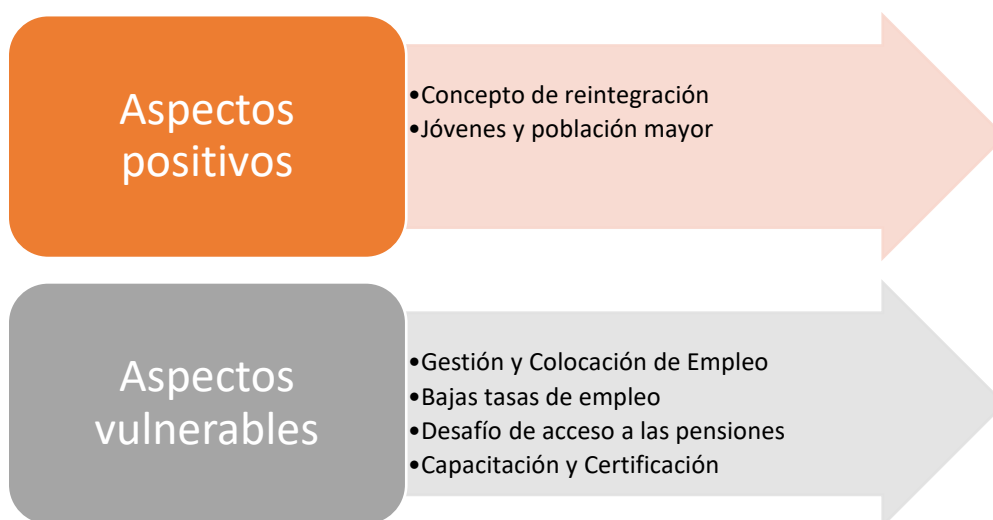 Aspectos
positivos
•Concepto de reintegración
•Jóvenes y población mayor
Aspectos
vulnerables
•Gestión y Colocación de Empleo
•Bajas tasas de empleo
•Desafío de acceso a las pensiones
•Capacitación y Certificación